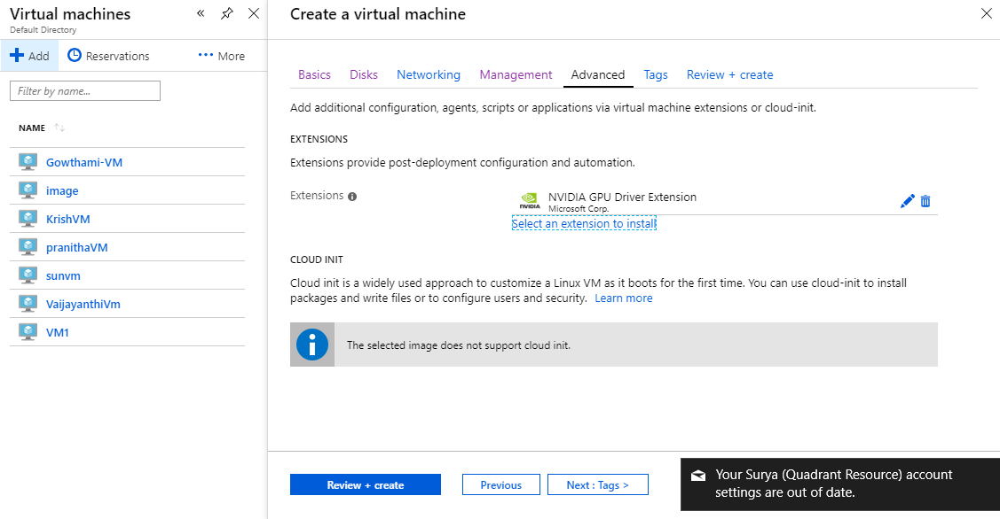 Virtual machines
Default Directory
Add
Reservations
More
Filter by name...
NAME
Gowthami-VM
image
KrishVM
pranithaVM
sunvm
VaijayanthiVm
VM1
Create a virtual machine
Basics Disks Networking Management Advanced Tags Review + create
Add additional configuration, agents, scripts or applications via virtual machine extensions or cloud-init.
EXTENSIONS
Extensions provide post-deployment configuration and automation.
Extensions
NVIDIA
NVIDIA GPU Driver Extension
Microsoft Corp.
Select an extension to install
CLOUD INIT
Cloud init is a widely used approach to customize a Linux VM as it boots for the first time. You can use cloud-init to install
packages and write files or to configure users and security. Learn more
The selected image does not support cloud init.
Review + create
Previous
Next : Tags >
Your Surya (Quadrant Resource) account
settings are out of date.